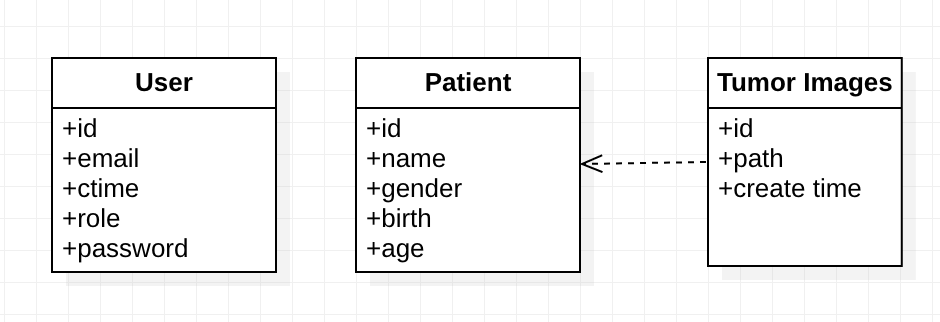 User
+id
+email
+ctime
+role
+password
Patient
+id
+name
+gender
+birth
+age
Tumor Images
+id
+path
+create time